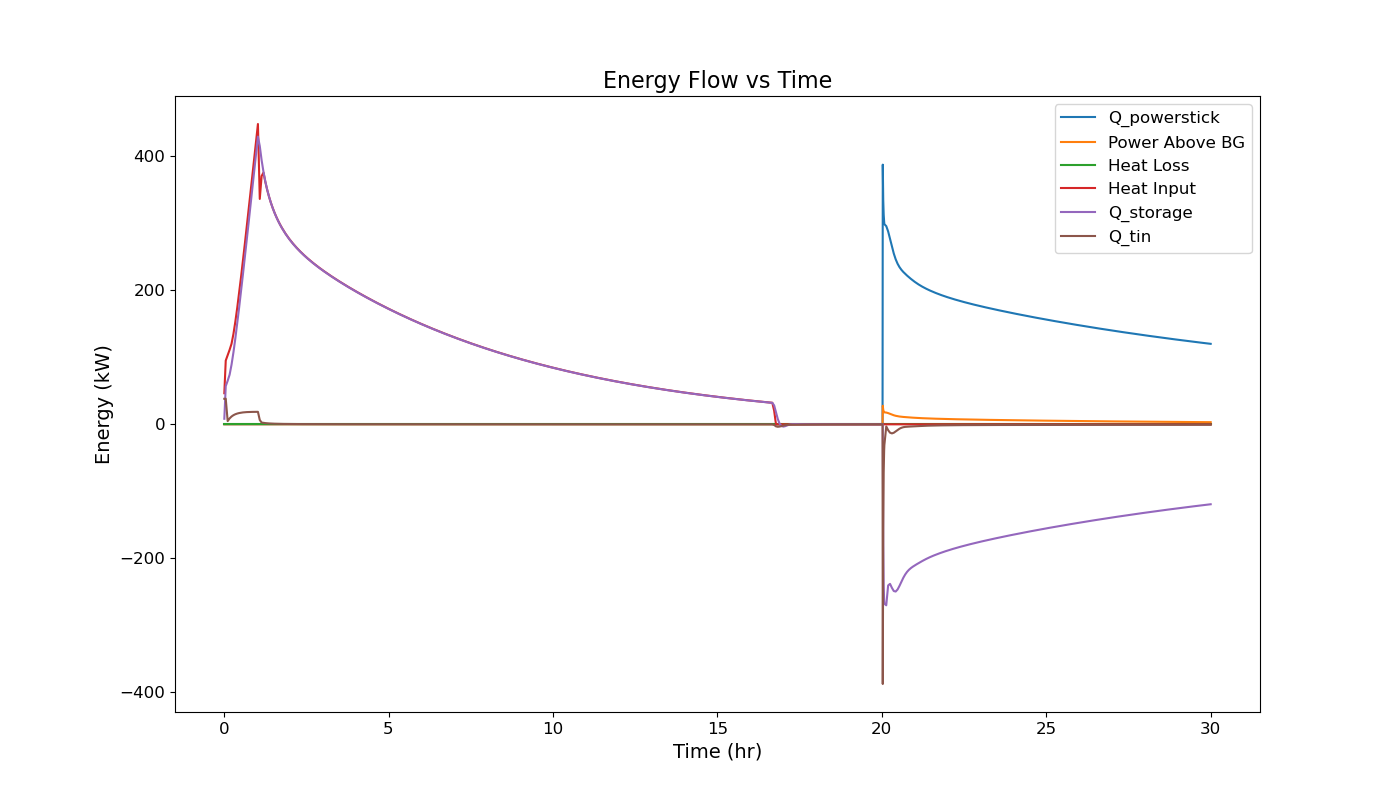 Energy Flow vs Time
Q_powerstick
Power Above BG
Heat Loss
Heat Input
Q_storage
Q_tin
Energy (kW)
400
200
0
−200
−400
0 5 10 15 20 25 30
Time (hr)